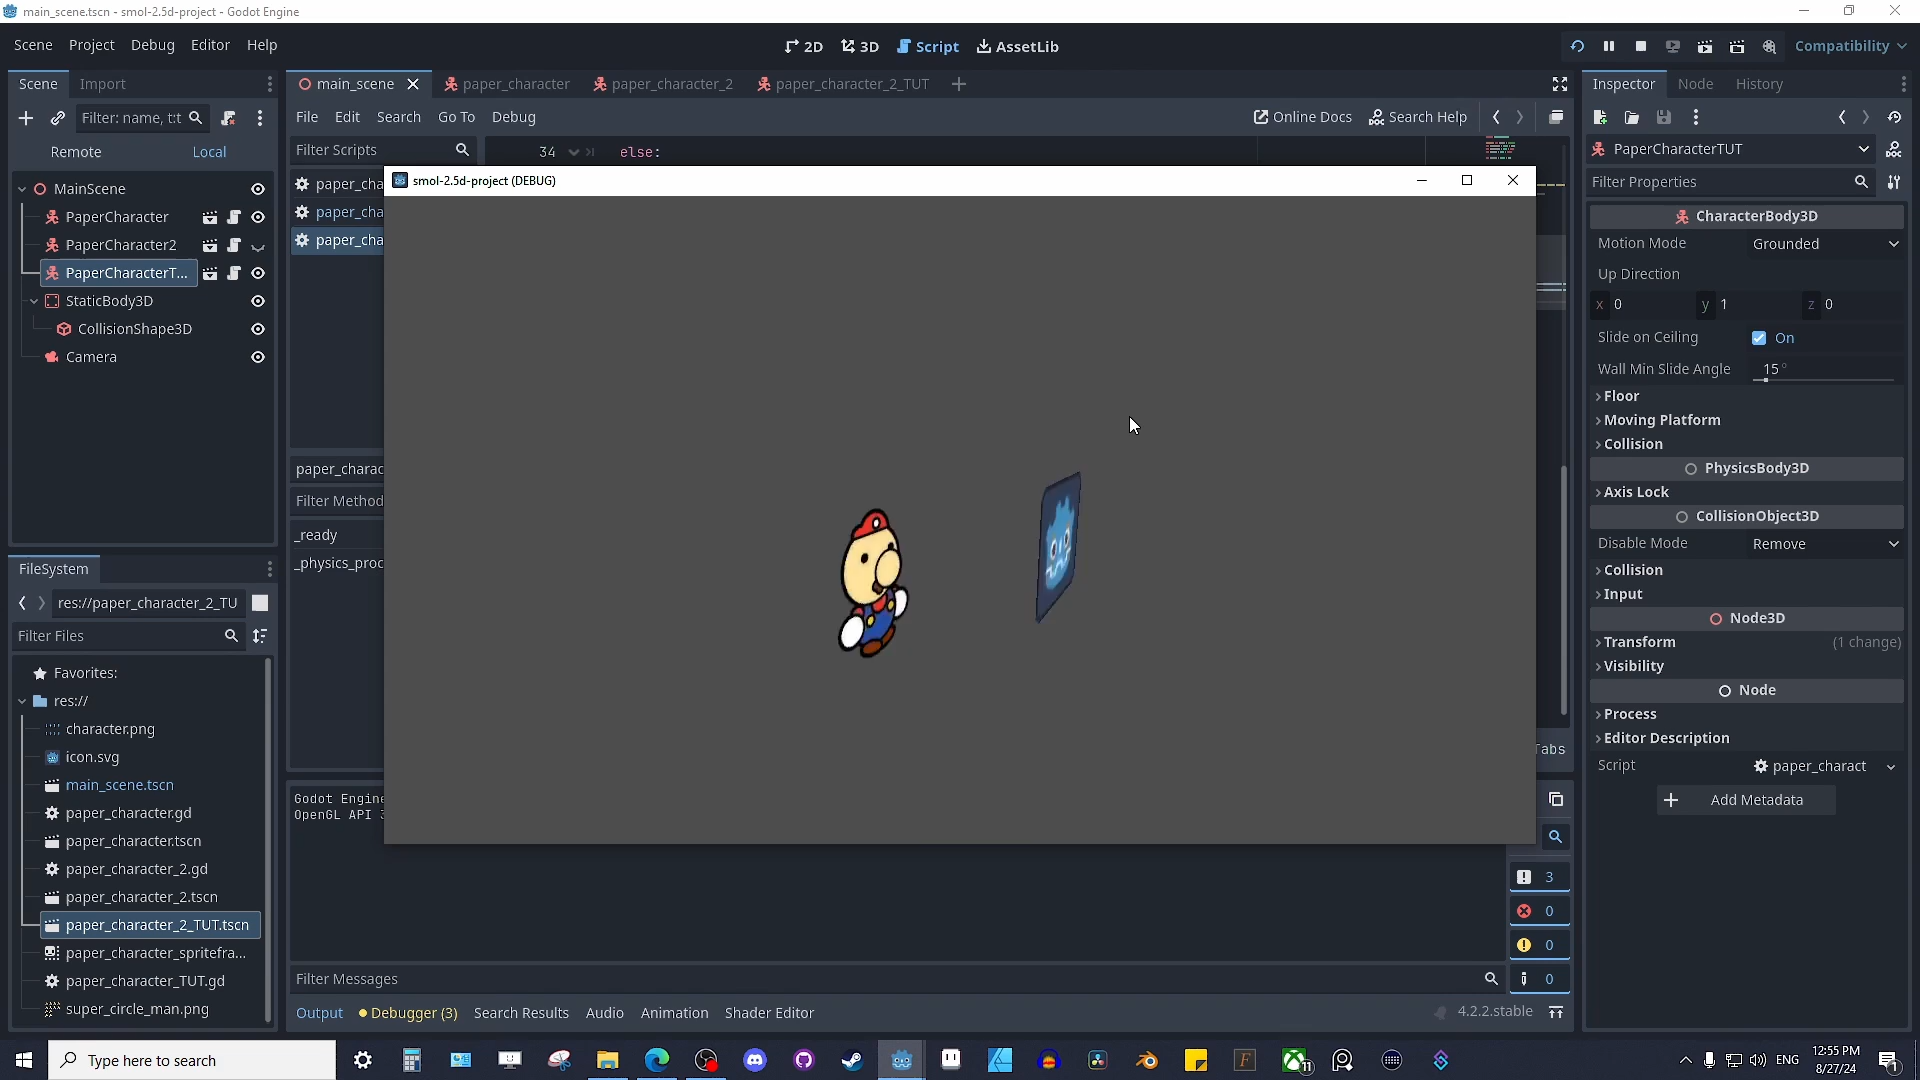 main_scene.tscn - smol-2.5d-project - Godot Engine
Scene Project Debug Editor Help
2D 3D Script AssetLib
Compatibility
Scene Import
main_scene paper_character paper_character_2 paper_character_2_TUT
Inspector Node History
Filter: name, t:t
File Edit Search Go To Debug
Online Docs Search Help
Remote Local
Filter Scripts
34 else:
PaperCharacterTUT
Filter Properties
MainScene
PaperCharacter
PaperCharacter2
PaperCharacterT...
StaticBody3D
CollisionShape3D
Camera
paper_cha
paper_cha
paper_cha
paper_charac
Filter Method
_ready
_physics_proc
smol-2.5d-project (DEBUG)
CharacterBody3D
Motion Mode Grounded
Up Direction
x 0 y 1 z 0
Slide on Ceiling On
Wall Min Slide Angle 15°
Floor
Moving Platform
Collision
PhysicsBody3D
Axis Lock
CollisionObject3D
Disable Mode Remove
Collision
Input
Node3D
Transform (1 change)
Visibility
Node
Process
Editor Description
Script paper_charact
Add Metadata
FileSystem
res://paper_character_2_TU
Filter Files
Favorites:
res://
character.png
icon.svg
main_scene.tscn
paper_character.gd
paper_character.tscn
paper_character_2.gd
paper_character_2.tscn
paper_character_2_TUT.tscn
paper_character_spritefra...
paper_character_TUT.gd
super_circle_man.png
Tabs
Godot Engine
OpenGL API 3
3
0
0
0
Filter Messages
Output Debugger (3) Search Results Audio Animation Shader Editor
4.2.2.stable
Type here to search
11
ENG
12:55 PM
8/27/24
1